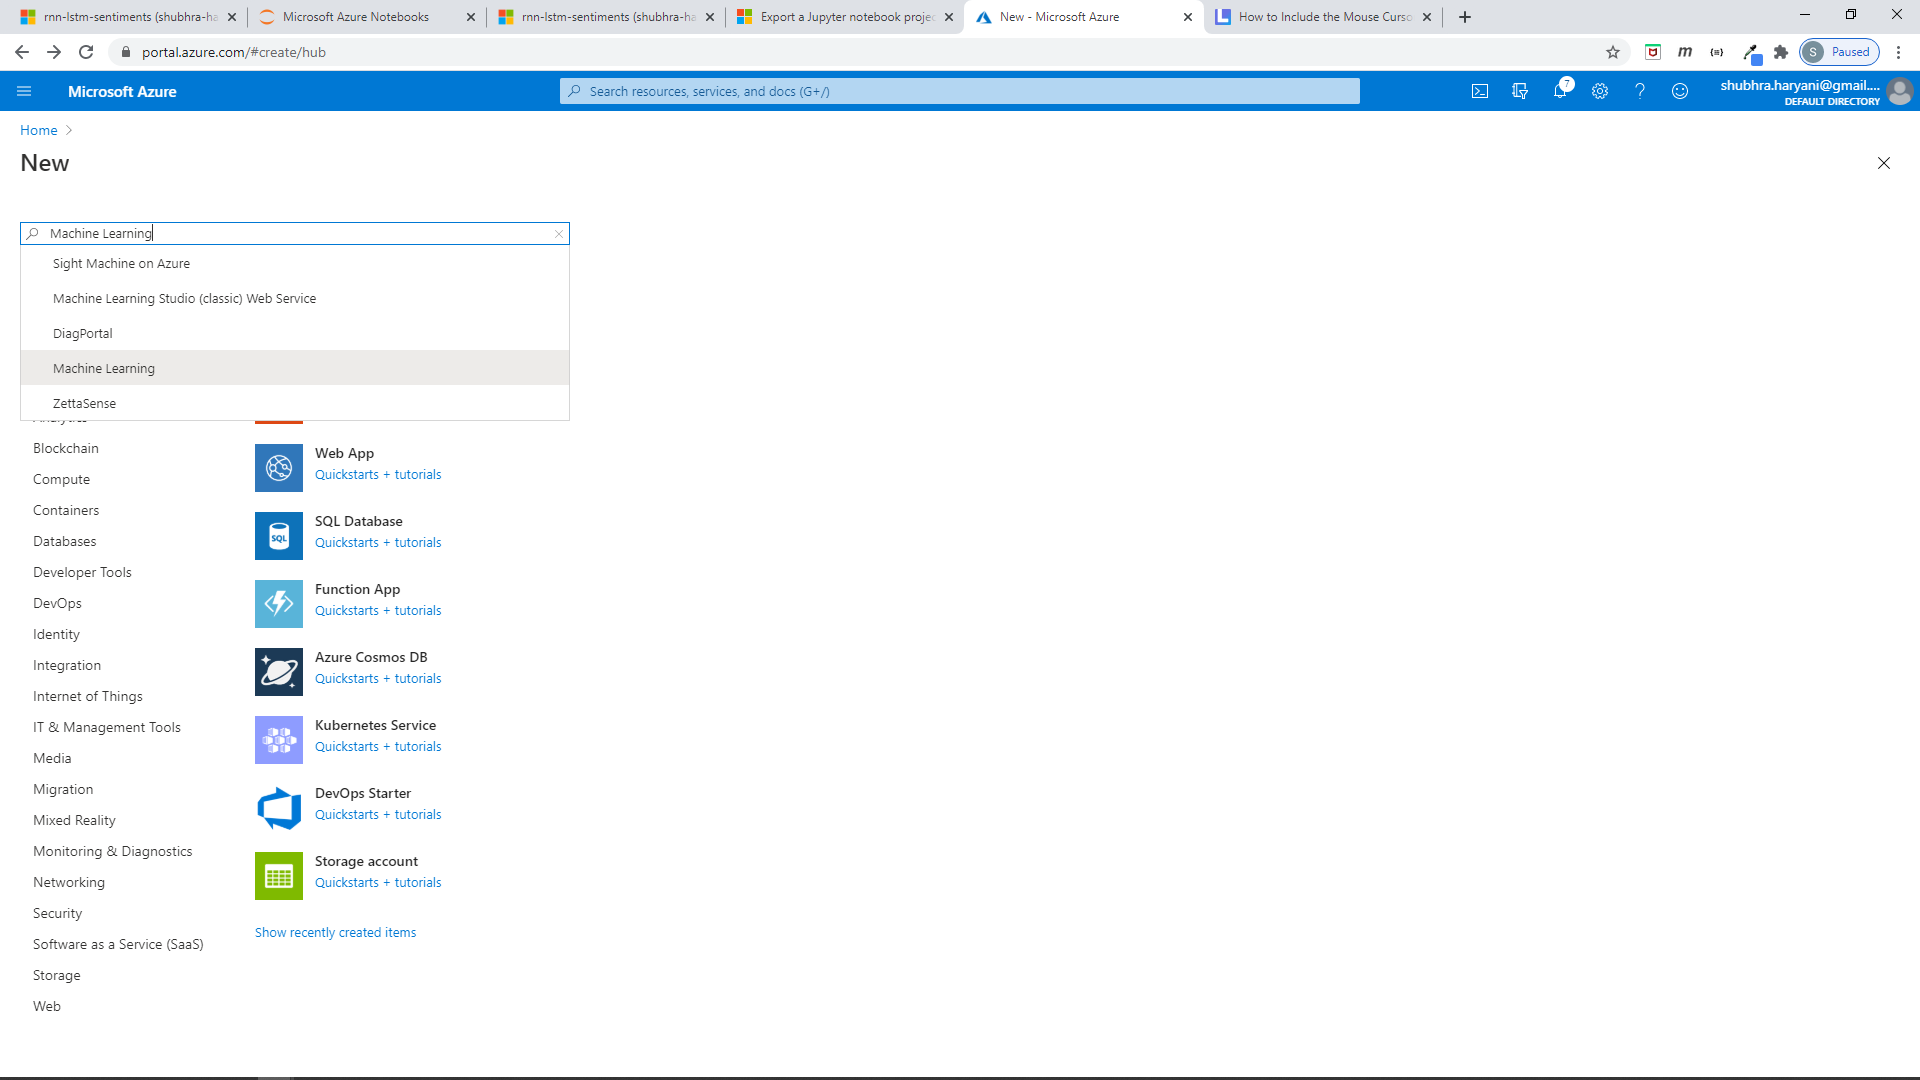 rnn-lstm-sentiments (shubhra-ha
Microsoft Azure Notebooks
rnn-lstm-sentiments (shubhra-ha
Export a Jupyter notebook projec
New - Microsoft Azure
How to Include the Mouse Curso
portal.azure.com/#create/hub
S Paused
Microsoft Azure
Search resources, services, and docs (G+/)
7
shubhra.haryani@gmail....
DEFAULT DIRECTORY
Home
New
Machine Learning
Sight Machine on Azure
Machine Learning Studio (classic) Web Service
DiagPortal
Machine Learning
ZettaSense
Analytics
Blockchain
Compute
Containers
Databases
Developer Tools
DevOps
Identity
Integration
Internet of Things
IT & Management Tools
Media
Migration
Mixed Reality
Monitoring & Diagnostics
Networking
Security
Software as a Service (SaaS)
Storage
Web
Web App
Quickstarts + tutorials
SQL
SQL Database
Quickstarts + tutorials
Function App
Quickstarts + tutorials
Azure Cosmos DB
Quickstarts + tutorials
Kubernetes Service
Quickstarts + tutorials
DevOps Starter
Quickstarts + tutorials
Storage account
Quickstarts + tutorials
Show recently created items